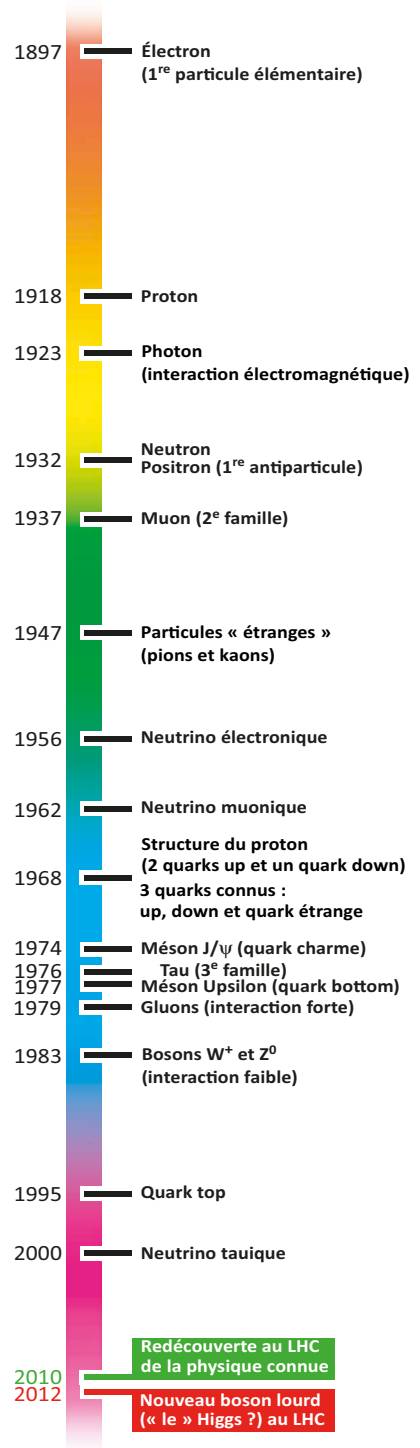 1897 Électron
(1re particule élémentaire)
1918 Proton
1923 Photon
(interaction électromagnétique)
1932 Neutron
Positron (1re antiparticule)
1937 Muon (2e famille)
1947 Particules « étranges »
(pions et kaons)
1956 Neutrino électronique
1962 Neutrino muonique
1968 Structure du proton
(2 quarks up et un quark down)
3 quarks connus :
up, down et quark étrange
1974 Méson J/ψ (quark charme)
1976 Tau (3e famille)
1977 Méson Upsilon (quark bottom)
1979 Gluons (interaction forte)
1983 Bosons W+ et Z0
(interaction faible)
1995 Quark top
2000 Neutrino tauique
2010 Redécouverte au LHC
de la physique connue
2012 Nouveau boson lourd
(« le » Higgs ?) au LHC